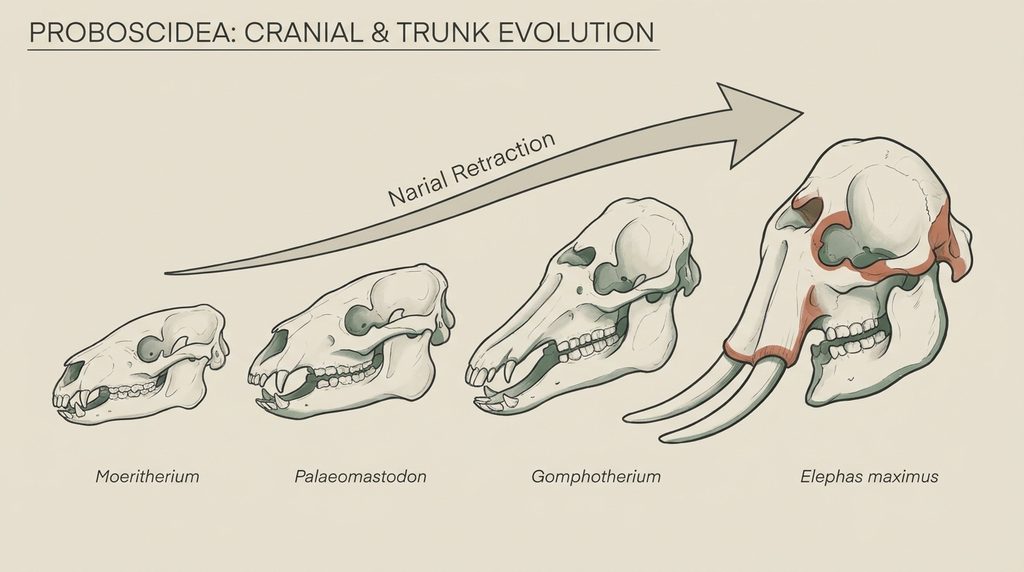 PROBOSCIDEA: CRANIAL & TRUNK EVOLUTION
Narial Retraction
Moeritherium
Palaeomastodon
Gomphotherium
Elephas maximus